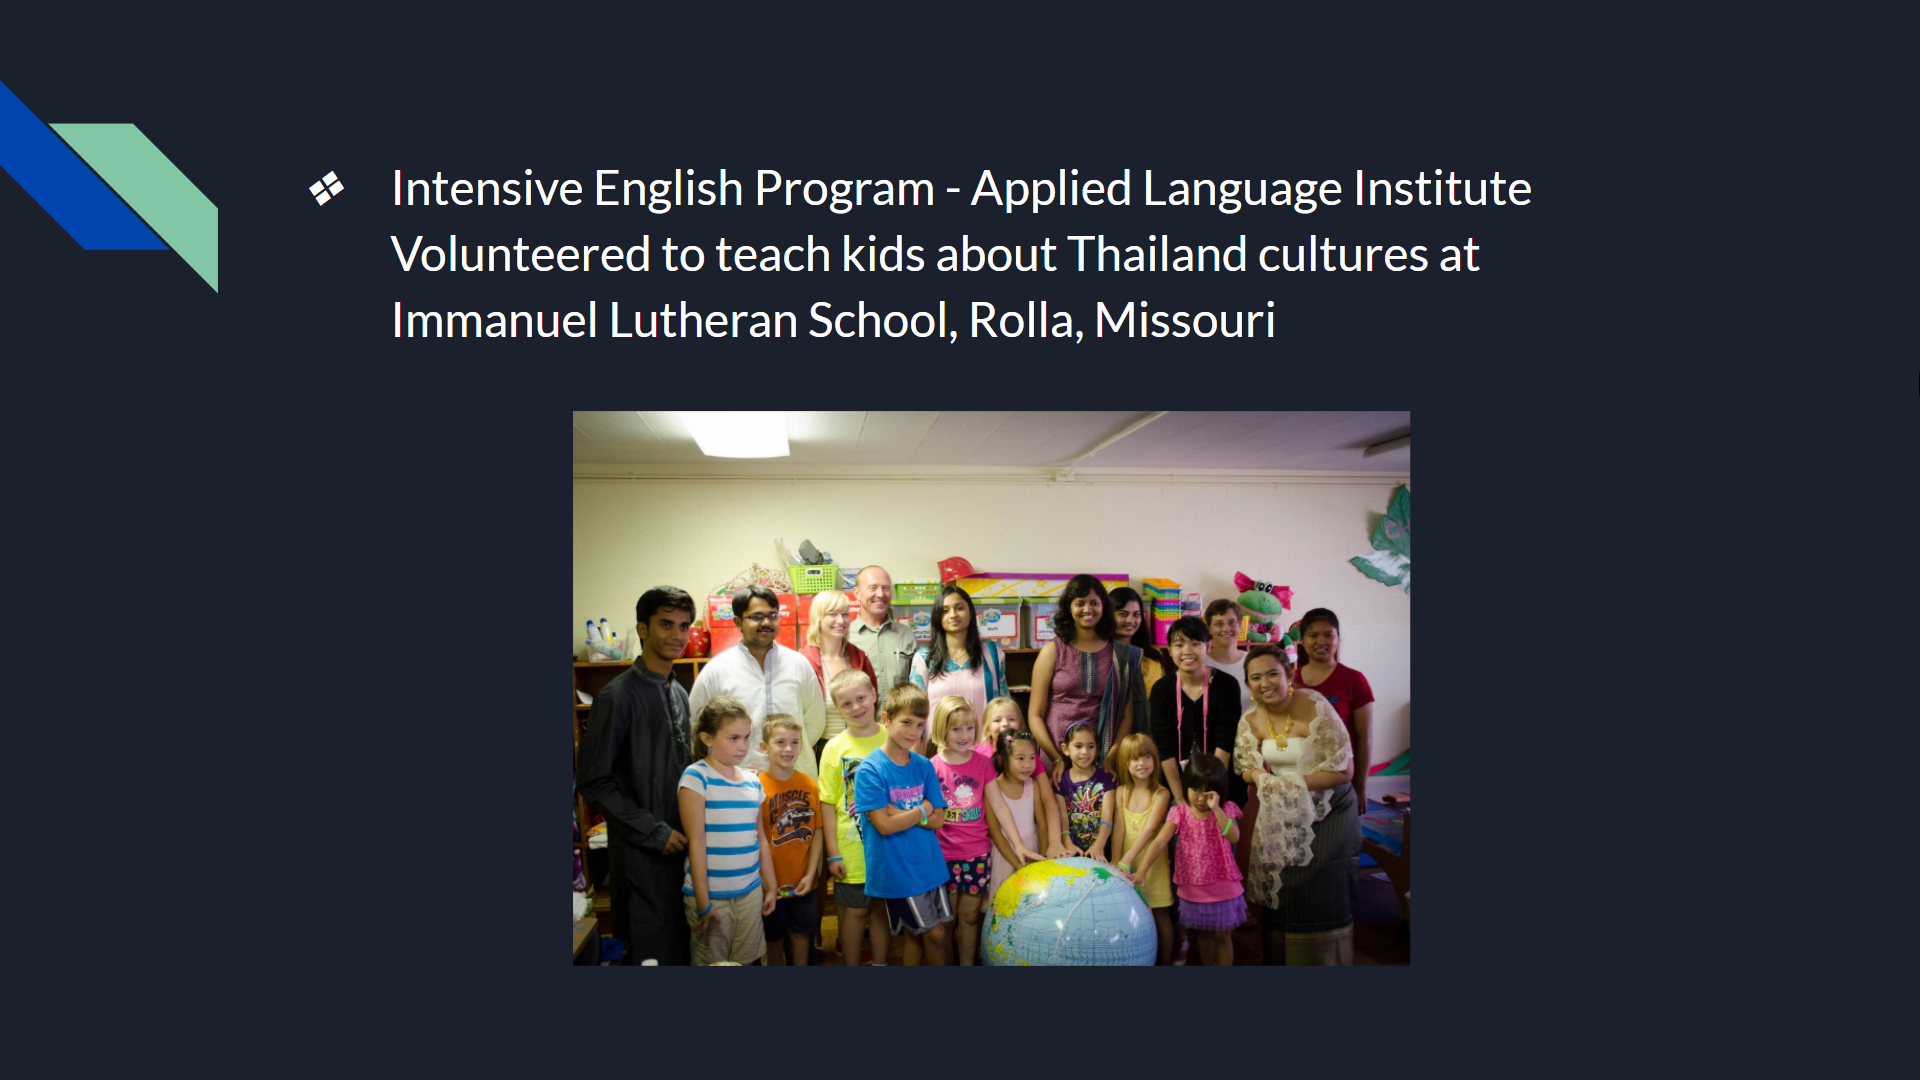 ❖ Intensive English Program - Applied Language Institute
Volunteered to teach kids about Thailand cultures at
Immanuel Lutheran School, Rolla, Missouri
MUSCLE